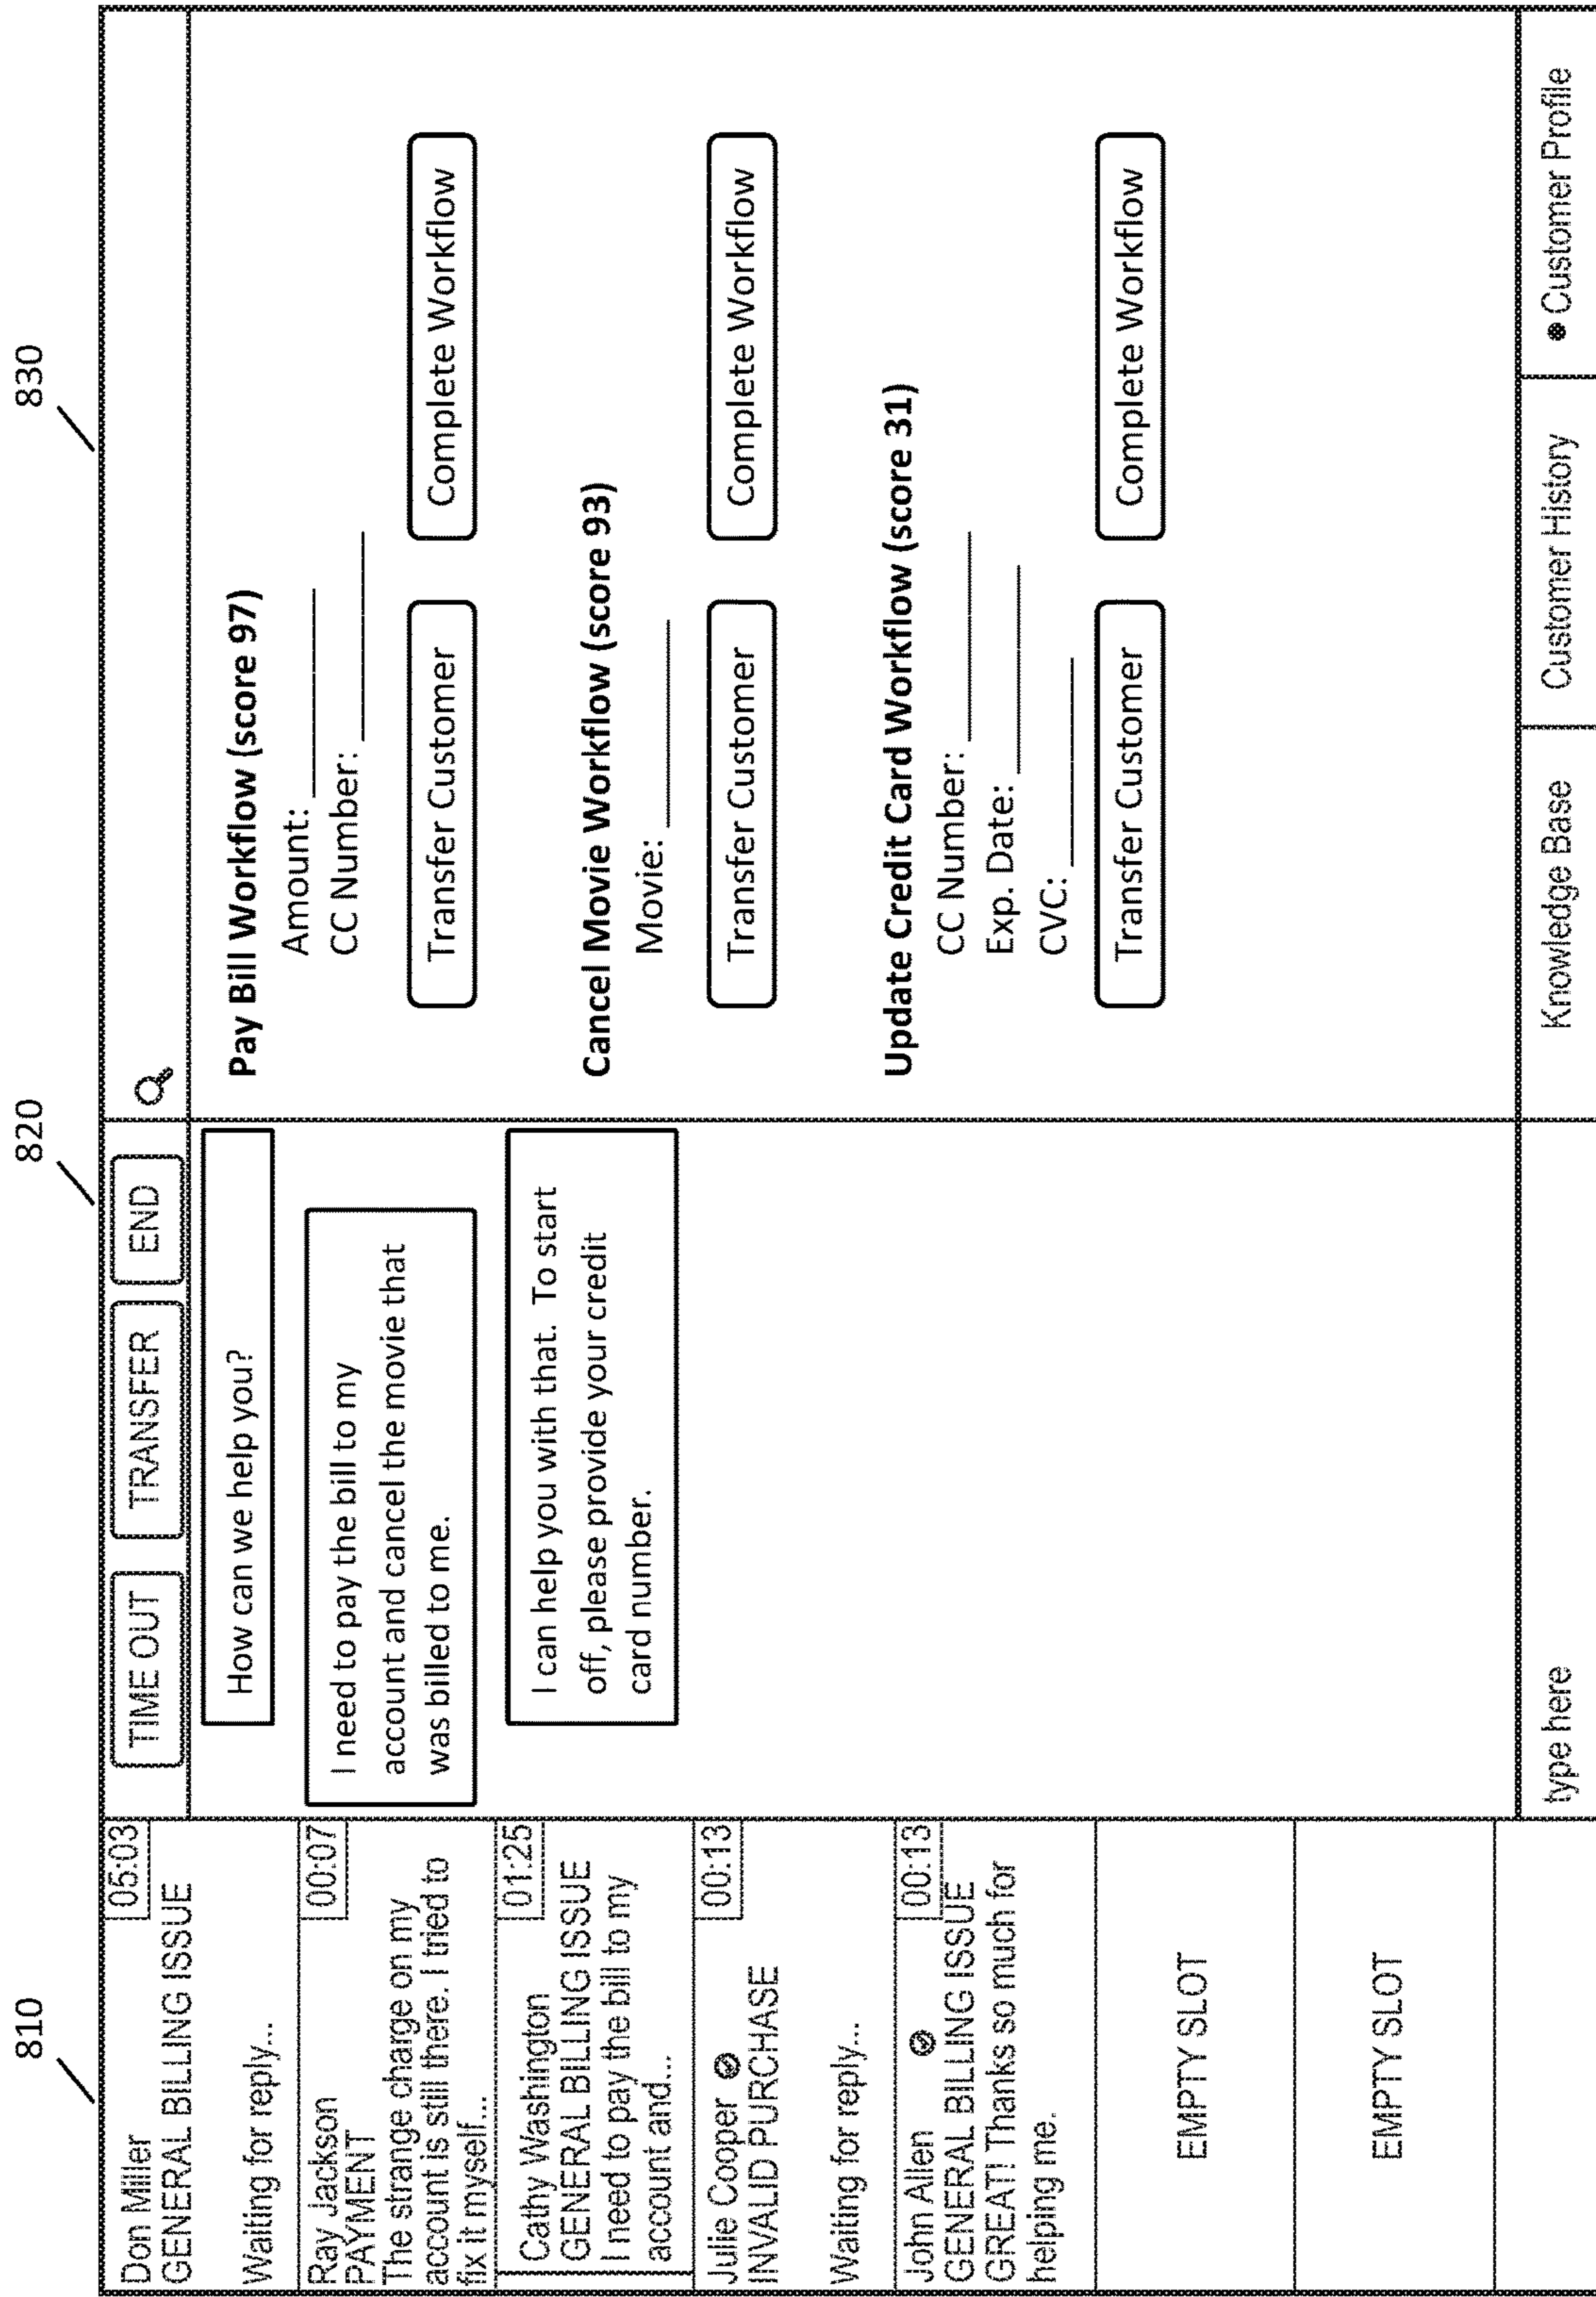 810
820
830
Don Miller
05:03
GENERAL BILLING ISSUE
Waiting for reply...
Ray Jackson
00:07
PAYMENT
The strange charge on my
account is still there. I tried to
fix it myself...
Cathy Washington
01:25
GENERAL BILLING ISSUE
I need to pay the bill to my
account and...
Julie Cooper
00:13
INVALID PURCHASE
Waiting for reply...
John Allen
00:13
GENERAL BILLING ISSUE
GREAT! Thanks so much for
helping me.
EMPTY SLOT
EMPTY SLOT
TIME OUT
TRANSFER
END
How can we help you?
I need to pay the bill to my
account and cancel the movie that
was billed to me.
I can help you with that. To start
off, please provide your credit
card number.
type here
Pay Bill Workflow (score 97)
Amount: ____________
CC Number: ____________
Transfer Customer
Complete Workflow
Cancel Movie Workflow (score 93)
Movie: ____________
Transfer Customer
Complete Workflow
Update Credit Card Workflow (score 31)
CC Number: ____________
Exp. Date: ____________
CVC: ____________
Transfer Customer
Complete Workflow
Knowledge Base
Customer History
Customer Profile